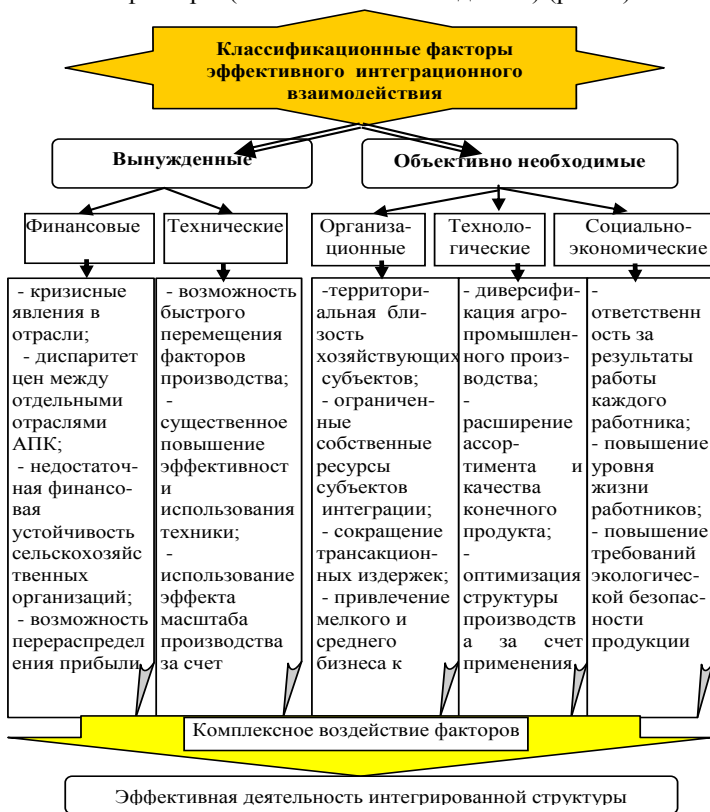 Классификационные факторы
эффективного интеграционного
взаимодействия
Вынужденные
Объективно необходимые
Финансовые
Технические
Организа-
ционные
Техноло-
гические
Социально-
экономические
- кризисные
явления в
отрасли;
- диспаритет
цен между
отдельными
отраслями
АПК;
- недостаточ-
ная финансо-
вая
устойчивость
сельскохозяйс
твенных
организаций;
- возможность
перераспредел
ения прибыли
- возможность
быстрого
перемещения
факторов
производства;
-
существенное
повышение
эффективност
и
использования
техники;
-
использование
эффекта
масштаба
производства
за счет
-территори-
альная бли-
зость
хозяйствующих
субъектов;
- ограничен-
ные
собственные
ресурсы
субъектов
интеграции;
- сокращение
трансакцион-
ных издержек;
- привлечение
мелкого и
среднего
бизнеса к
- диверсифи-
кация агро-
промышлен-
ного произ-
водства;
-
расширение
ассор-
тимента и
качества
конечного
продукта;
-
оптимизация
структуры
производств
а за счет
применения
-
ответственн
ость за
результаты
работы
каждого
работника;
- повышение
уровня
жизни
работников;
- повышение
требований
экологичес-
кой безопас-
ности
продукции
Комплексное воздействие факторов
Эффективная деятельность интегрированной структуры